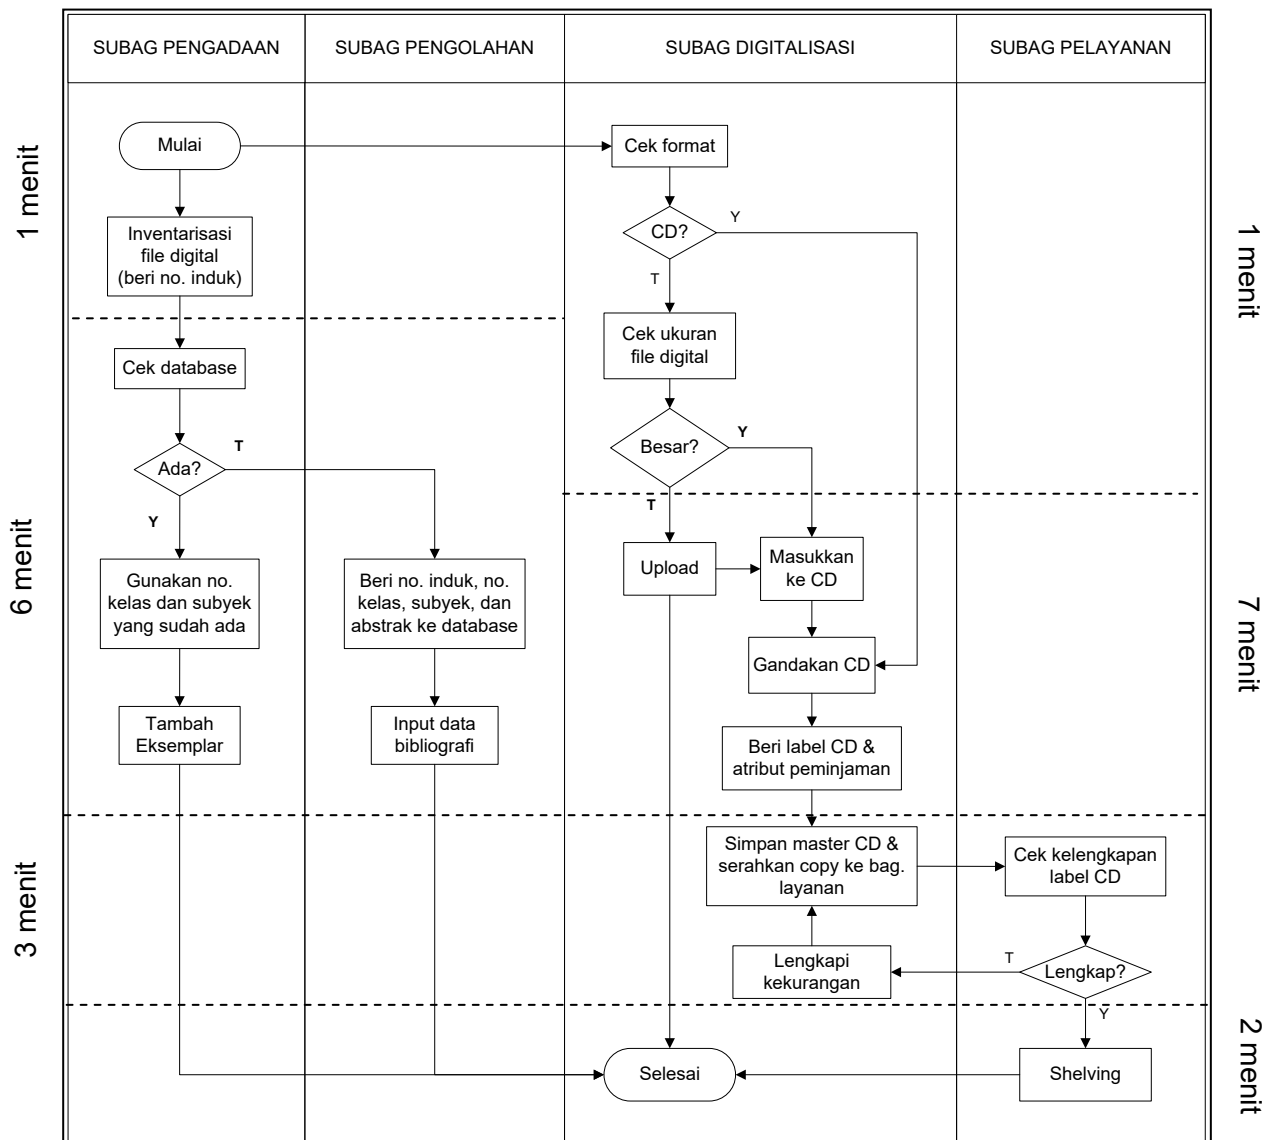 SUBAG PENGADAAN
SUBAG PENGOLAHAN
SUBAG DIGITALISASI
SUBAG PELAYANAN
1 menit
Mulai
Cek format
Inventarisasi
file digital
(beri no. induk)
CD?
Y
T
1 menit
Cek ukuran
file digital
Cek database
Ada?
T
Y
Besar?
Y
T
6 menit
Gunakan no.
kelas dan subyek
yang sudah ada
Beri no. induk, no.
kelas, subyek, dan
abstrak ke database
Upload
Masukkan
ke CD
7 menit
Gandakan CD
Tambah
Eksemplar
Input data
bibliografi
Beri label CD &
atribut peminjaman
3 menit
Simpan master CD &
serahkan copy ke bag.
layanan
Cek kelengkapan
label CD
Lengkapi
kekurangan
T
Lengkap?
Y
2 menit
Selesai
Shelving